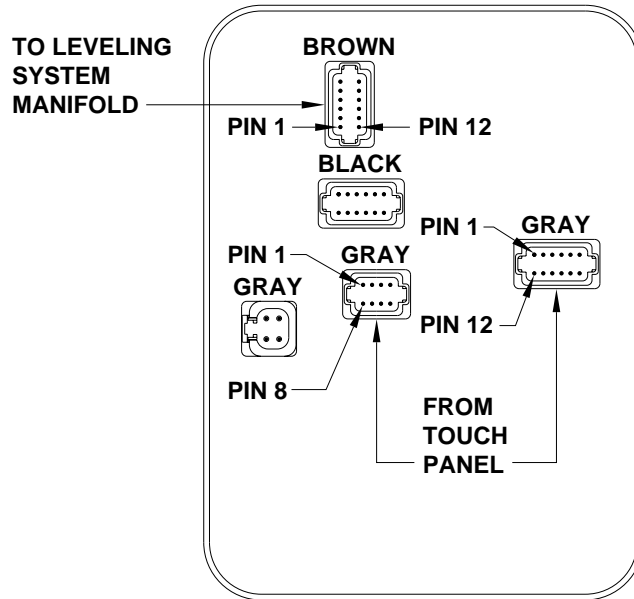 TO LEVELING
SYSTEM
MANIFOLD
BROWN
PIN 1
PIN 12
BLACK
PIN 1
GRAY
PIN 1
GRAY
GRAY
PIN 12
PIN 8
FROM
TOUCH
PANEL